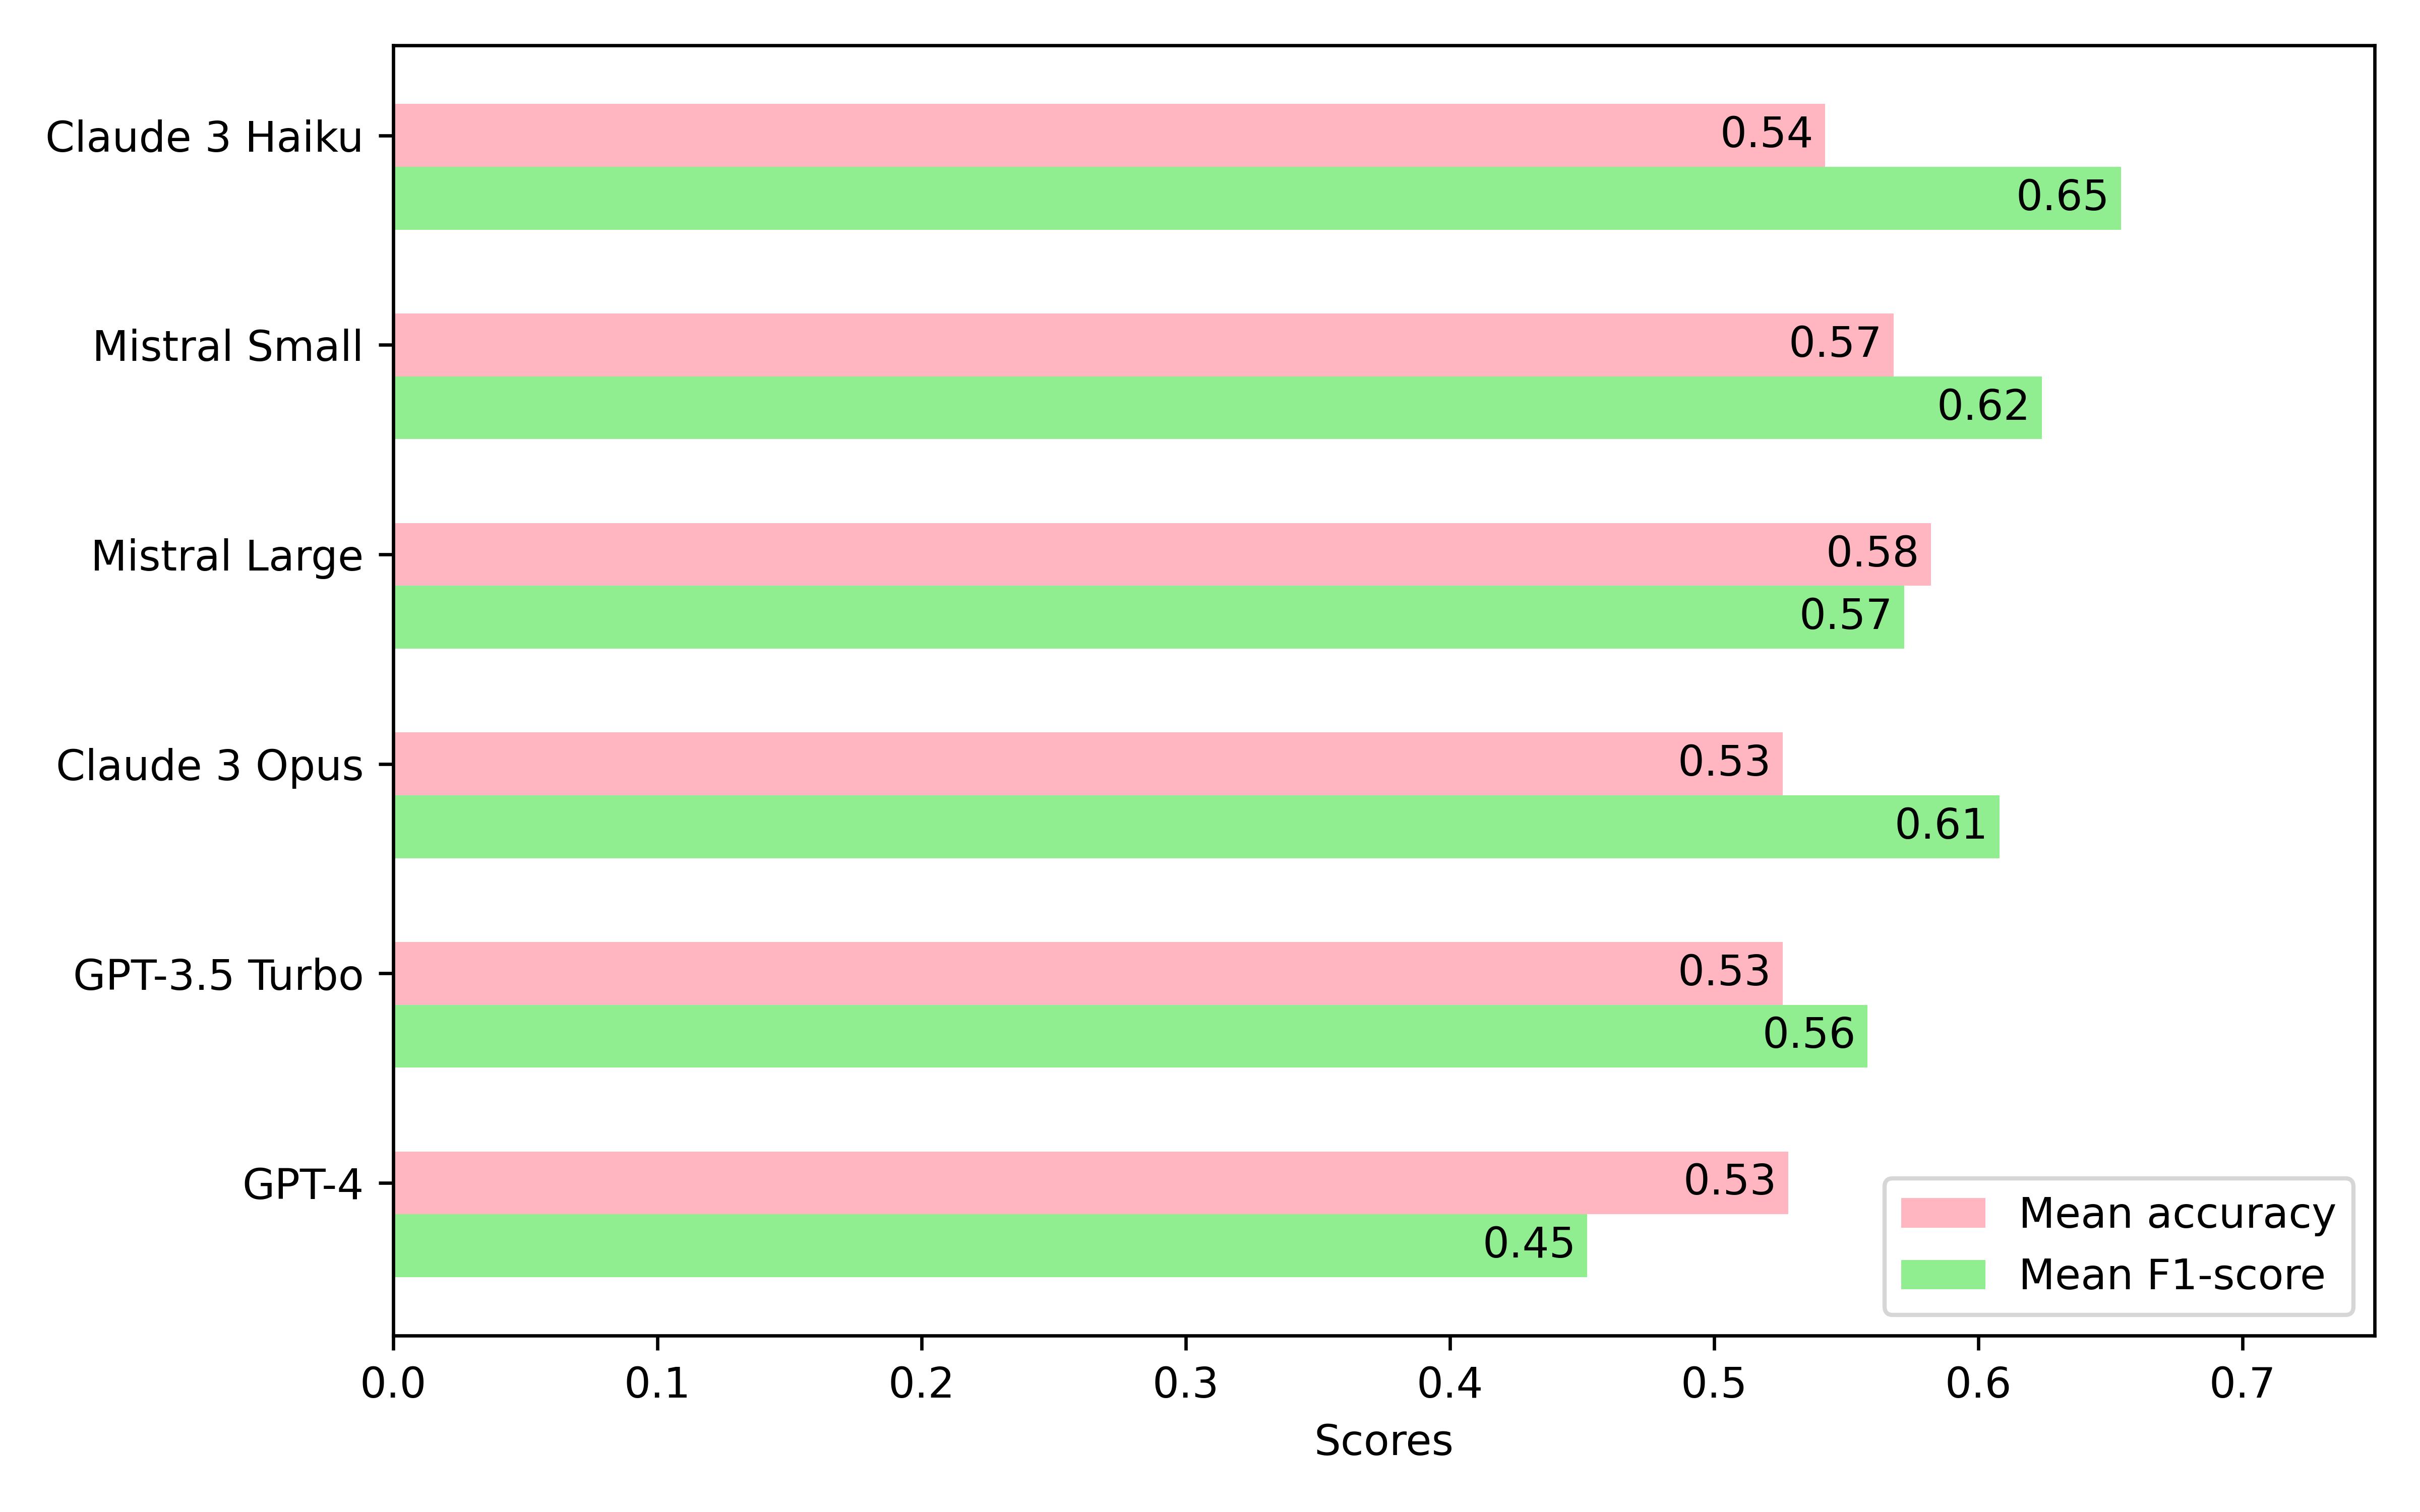 Claude 3 Haiku
0.54
0.65
Mistral Small
0.57
0.62
Mistral Large
0.58
0.57
Claude 3 Opus
0.53
0.61
GPT-3.5 Turbo
0.53
0.56
GPT-4
0.53
0.45
Mean accuracy
Mean F1-score
0.0 0.1 0.2 0.3 0.4 0.5 0.6 0.7
Scores